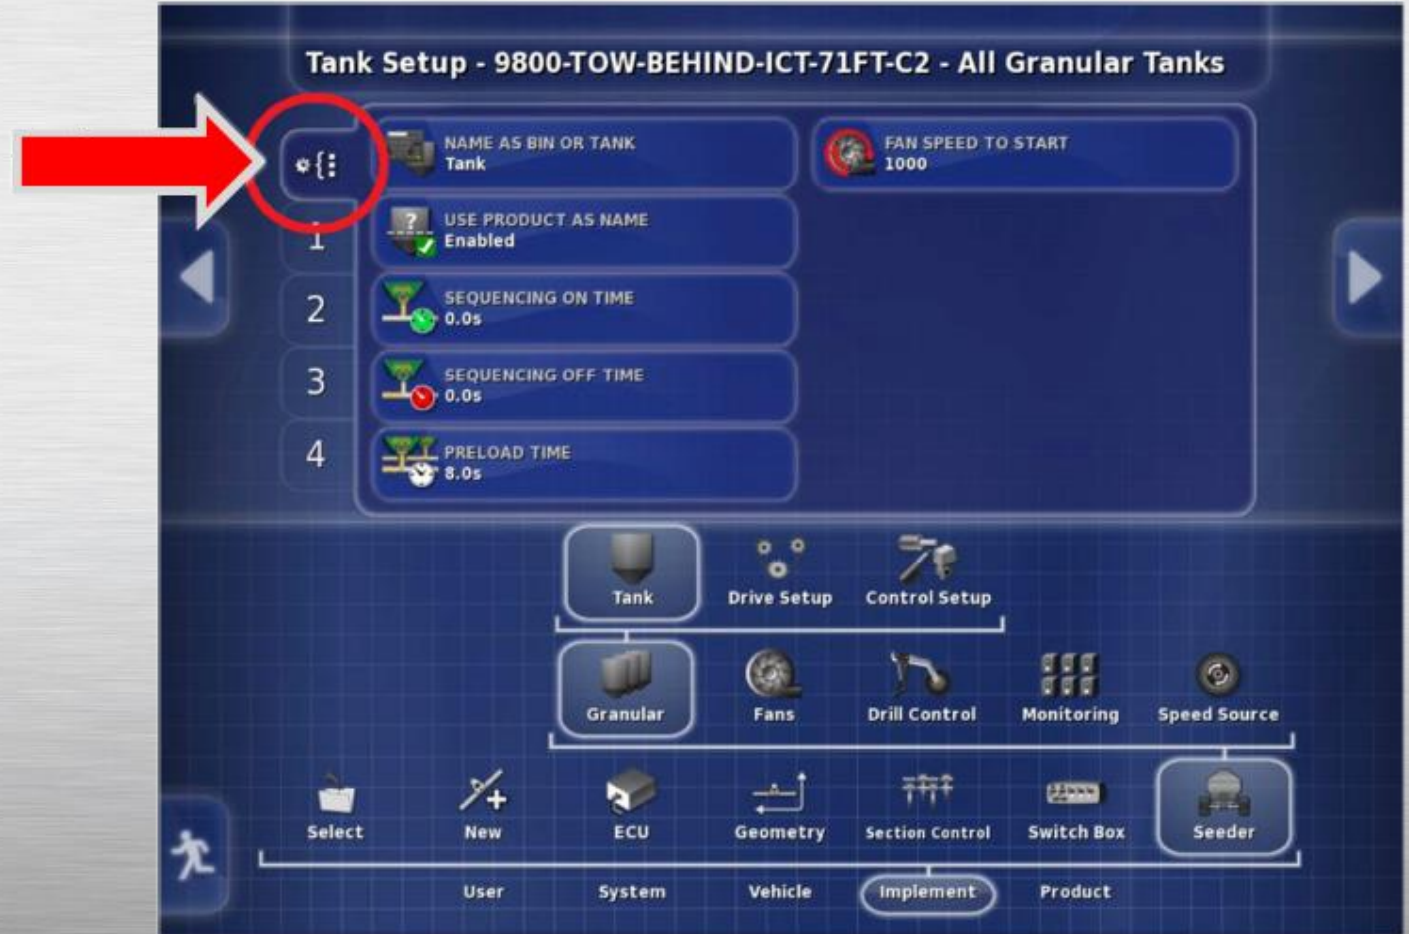 Tank Setup - 9800-TOW-BEHIND-ICT-71FT-C2 - All Granular Tanks
NAME AS BIN OR TANK
Tank
FAN SPEED TO START
1000
1
USE PRODUCT AS NAME
Enabled
2
SEQUENCING ON TIME
0.0s
3
SEQUENCING OFF TIME
0.0s
4
PRELOAD TIME
8.0s
Tank Drive Setup Control Setup
Granular Fans Drill Control Monitoring Speed Source
Select New ECU Geometry Section Control Switch Box Seeder
User System Vehicle Implement Product